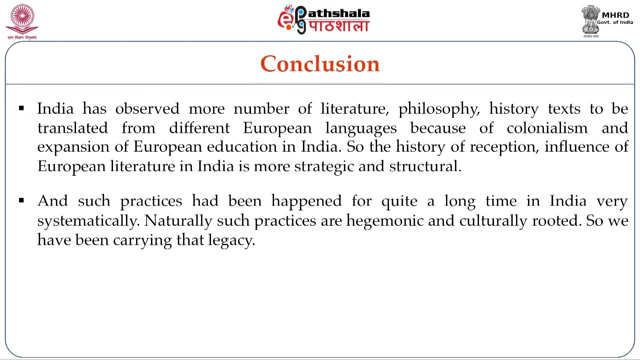 Pathshala
पाठशाला
MHRD
Govt. of India
Conclusion
▪ India has observed more number of literature, philosophy, history texts to be
translated from different European languages because of colonialism and
expansion of European education in India. So the history of reception, influence of
European literature in India is more strategic and structural.
▪ And such practices had been happened for quite a long time in India very
systematically. Naturally such practices are hegemonic and culturally rooted. So we
have been carrying that legacy.